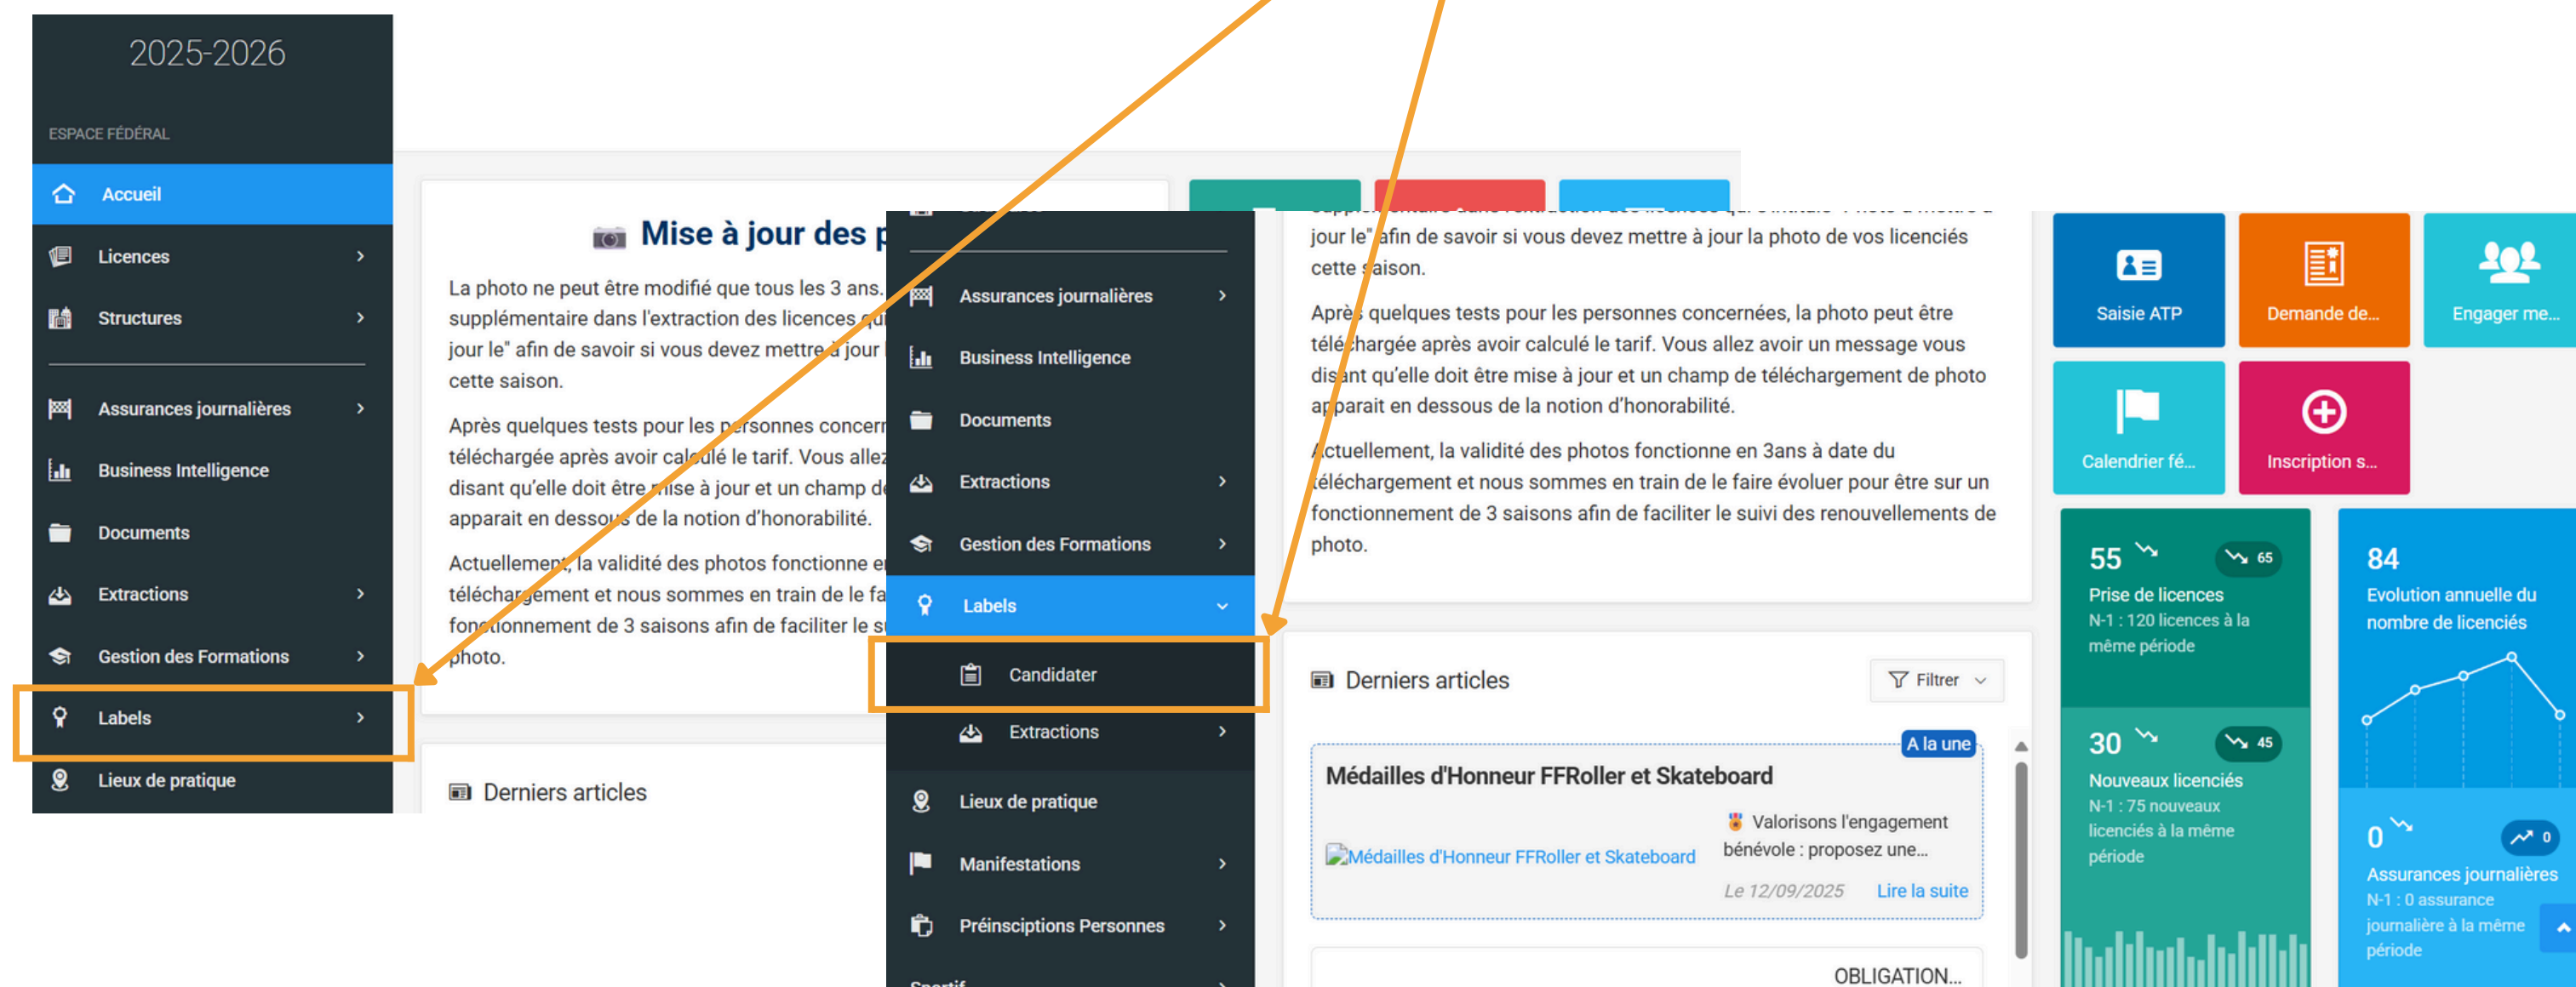 2025-2026
ESPACE FÉDÉRAL
Accueil
Licences
Structures
Assurances journalières
Business Intelligence
Documents
Extractions
Gestion des Formations
Labels
Lieux de pratique
Mise à jour des
La photo ne peut être modifié que tous les 3 ans.
supplémentaire dans l'extraction des licences
jour le" afin de savoir si vous devez mettre à jour
cette saison.
Après quelques tests pour les personnes
téléchargée après avoir calculé le tarif. Vous allez
disant qu'elle doit être mise à jour et un champ
apparait en dessous de la notion d'honorabilité.
Actuellement, la validité des photos fonctionne
téléchargement et nous sommes en train de le
fonctionnement de 3 saisons afin de faciliter le
photo.
Derniers articles
Assurances journalières
Business Intelligence
Documents
Extractions
Gestion des Formations
Labels
Candidater
Extractions
Lieux de pratique
Manifestations
Préinsciptions Personnes
jour le" afin de savoir si vous devez mettre à jour la photo de vos licenciés
cette saison.
Après quelques tests pour les personnes concernées, la photo peut être
téléchargée après avoir calculé le tarif. Vous allez avoir un message vous
disant qu'elle doit être mise à jour et un champ de téléchargement de photo
apparait en dessous de la notion d'honorabilité.
Actuellement, la validité des photos fonctionne en 3ans à date du
téléchargement et nous sommes en train de le faire évoluer pour être sur un
fonctionnement de 3 saisons afin de faciliter le suivi des renouvellements de
photo.
Derniers articles
Filtrer
A la une
Médailles d'Honneur FFRoller et Skateboard
Médailles d'Honneur FFRoller et Skateboard
🏅 Valorisons l'engagement
bénévole : proposez une...
Le 12/09/2025 Lire la suite
OBLIGATION...
Saisie ATP
Demande de...
Engager me...
Calendrier fé...
Inscription s...
55
65
Prise de licences
N-1 : 120 licences à la
même période
30
45
Nouveaux licenciés
N-1 : 75 nouveaux
licenciés à la même
période
84
Evolution annuelle du
nombre de licenciés
0
0
Assurances journalières
N-1 : 0 assurance
journalière à la même
période